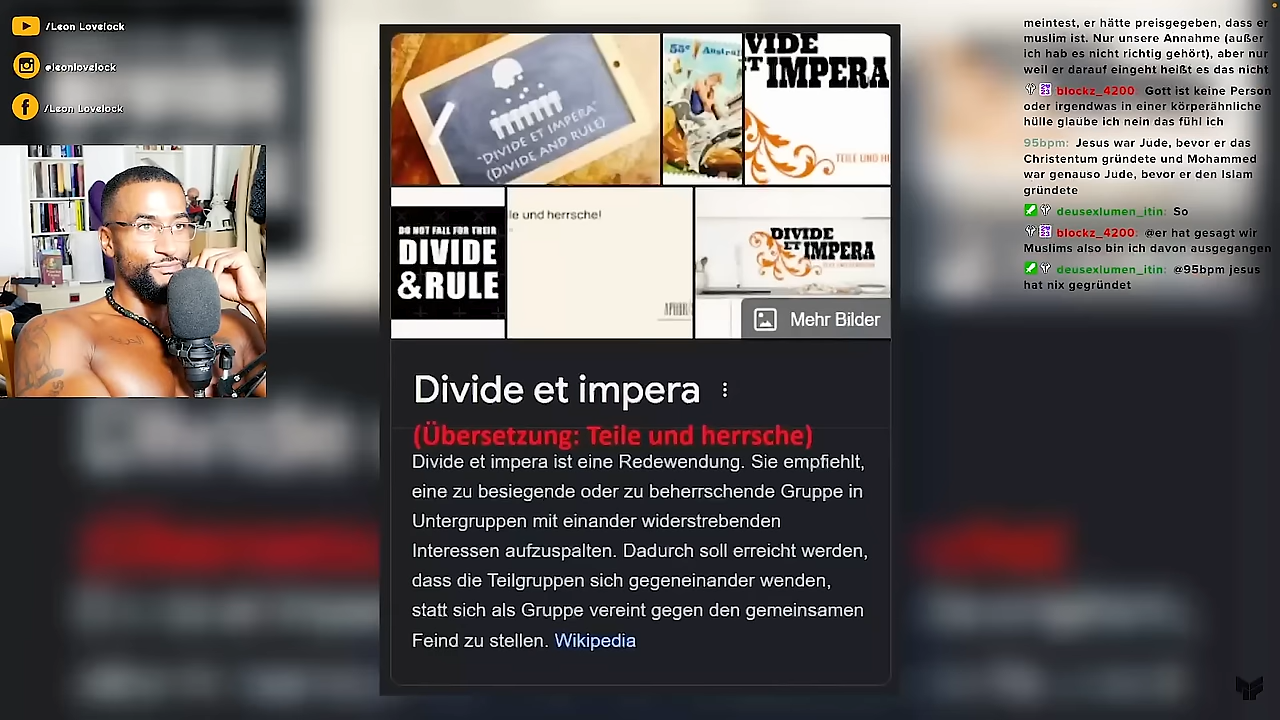 /Leon Lovelock
@leonlovelock
/Leon Lovelock
"DIVIDE ET IMPERA"
(DIVIDE AND RULE)
55c Austral
VIDE
ET IMPERA
TEILE UND H
DO NOT FALL FOR THEIR
DIVIDE
&RULE
le und herrsche!
DIVIDE
ET IMPERA
Mehr Bilder
Divide et impera
(Übersetzung: Teile und herrsche)
Divide et impera ist eine Redewendung. Sie empfiehlt,
eine zu besiegende oder zu beherrschende Gruppe in
Untergruppen mit einander widerstrebenden
Interessen aufzuspalten. Dadurch soll erreicht werden,
dass die Teilgruppen sich gegeneinander wenden,
statt sich als Gruppe vereint gegen den gemeinsamen
Feind zu stellen. Wikipedia
meintest, er hätte preisgegeben, dass er
muslim ist. Nur unsere Annahme (außer
ich hab es nicht richtig gehört), aber nur
weil er darauf eingeht heißt es das nicht
blockz_4200: Gott ist keine Person
oder irgendwas in einer körperähnliche
hülle glaube ich nein das fühl ich
95bpm: Jesus war Jude, bevor er das
Christentum gründete und Mohammed
war genauso Jude, bevor er den Islam
gründete
deusexlumen_itin: So
blockz_4200: @er hat gesagt wir
Muslims also bin ich davon ausgegangen
deusexlumen_itin: @95bpm jesus
hat nix gegründet